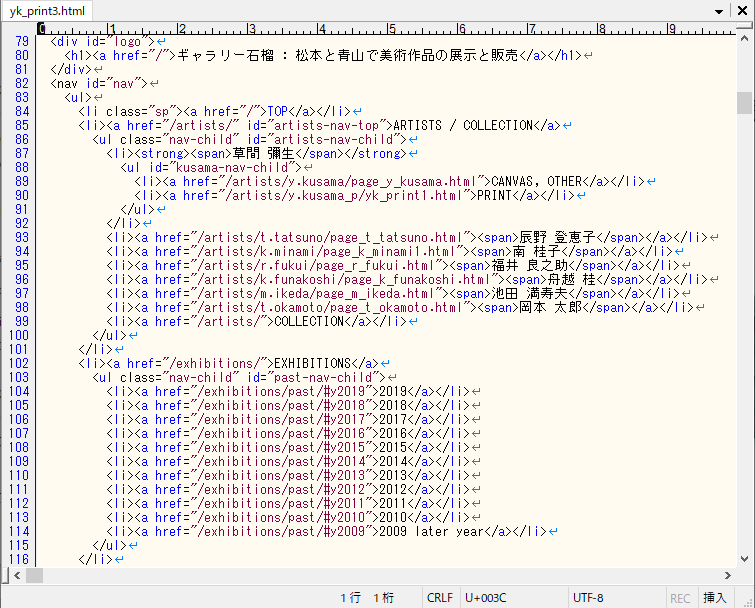 yk_print3.html
0 1 2 3 4 5 6 7 8 9
79 <div id="logo">↵
80 <h1><a href="/">ギャラリー石榴 : 松本と青山で美術作品の展示と販売</a></h1>↵
81 </div>↵
82 <nav id="nav">↵
83 <ul>↵
84 <li class="sp"><a href="/">TOP</a></li>↵
85 <li><a href="/artists/" id="artists-nav-top">ARTISTS / COLLECTION</a>↵
86 <ul class="nav-child" id="artists-nav-child">↵
87 <li><strong><span>草間 彌生</span></strong>↵
88 <ul id="kusama-nav-child">↵
89 <li><a href="/artists/y.kusama/page_y_kusama.html">CANVAS, OTHER</a></li>↵
90 <li><a href="/artists/y.kusama_p/yk_print1.html">PRINT</a></li>↵
91 </ul>↵
92 </li>↵
93 <li><a href="/artists/t.tatsuno/page_t_tatsuno.html"><span>辰野 登恵子</span></a></li>↵
94 <li><a href="/artists/k.minami/page_k_minami1.html"><span>南 桂子</span></a></li>↵
95 <li><a href="/artists/r.fukui/page_r_fukui.html"><span>福井 良之助</span></a></li>↵
96 <li><a href="/artists/k.funakoshi/page_k_funakoshi.html"><span>舟越 桂</span></a></li>↵
97 <li><a href="/artists/m.ikeda/page_m_ikeda.html"><span>池田 満寿夫</span></a></li>↵
98 <li><a href="/artists/t.okamoto/page_t_okamoto.html"><span>岡本 太郎</span></a></li>↵
99 <li><a href="/artists/">COLLECTION</a></li>↵
100 </ul>↵
101 </li>↵
102 <li><a href="/exhibitions/">EXHIBITIONS</a>↵
103 <ul class="nav-child" id="past-nav-child">↵
104 <li><a href="/exhibitions/past/#y2019">2019</a></li>↵
105 <li><a href="/exhibitions/past/#y2018">2018</a></li>↵
106 <li><a href="/exhibitions/past/#y2017">2017</a></li>↵
107 <li><a href="/exhibitions/past/#y2016">2016</a></li>↵
108 <li><a href="/exhibitions/past/#y2015">2015</a></li>↵
109 <li><a href="/exhibitions/past/#y2014">2014</a></li>↵
110 <li><a href="/exhibitions/past/#y2013">2013</a></li>↵
111 <li><a href="/exhibitions/past/#y2012">2012</a></li>↵
112 <li><a href="/exhibitions/past/#y2011">2011</a></li>↵
113 <li><a href="/exhibitions/past/#y2010">2010</a></li>↵
114 <li><a href="/exhibitions/past/#y2009">2009 later year</a></li>↵
115 </ul>↵
116 </li>↵
1 行 1 桁 CRLF U+003C UTF-8 REC 挿入